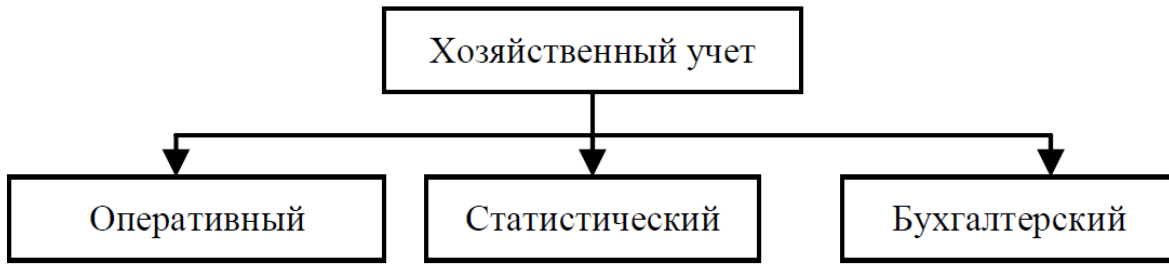 Хозяйственный учет
Оперативный
Статистический
Бухгалтерский